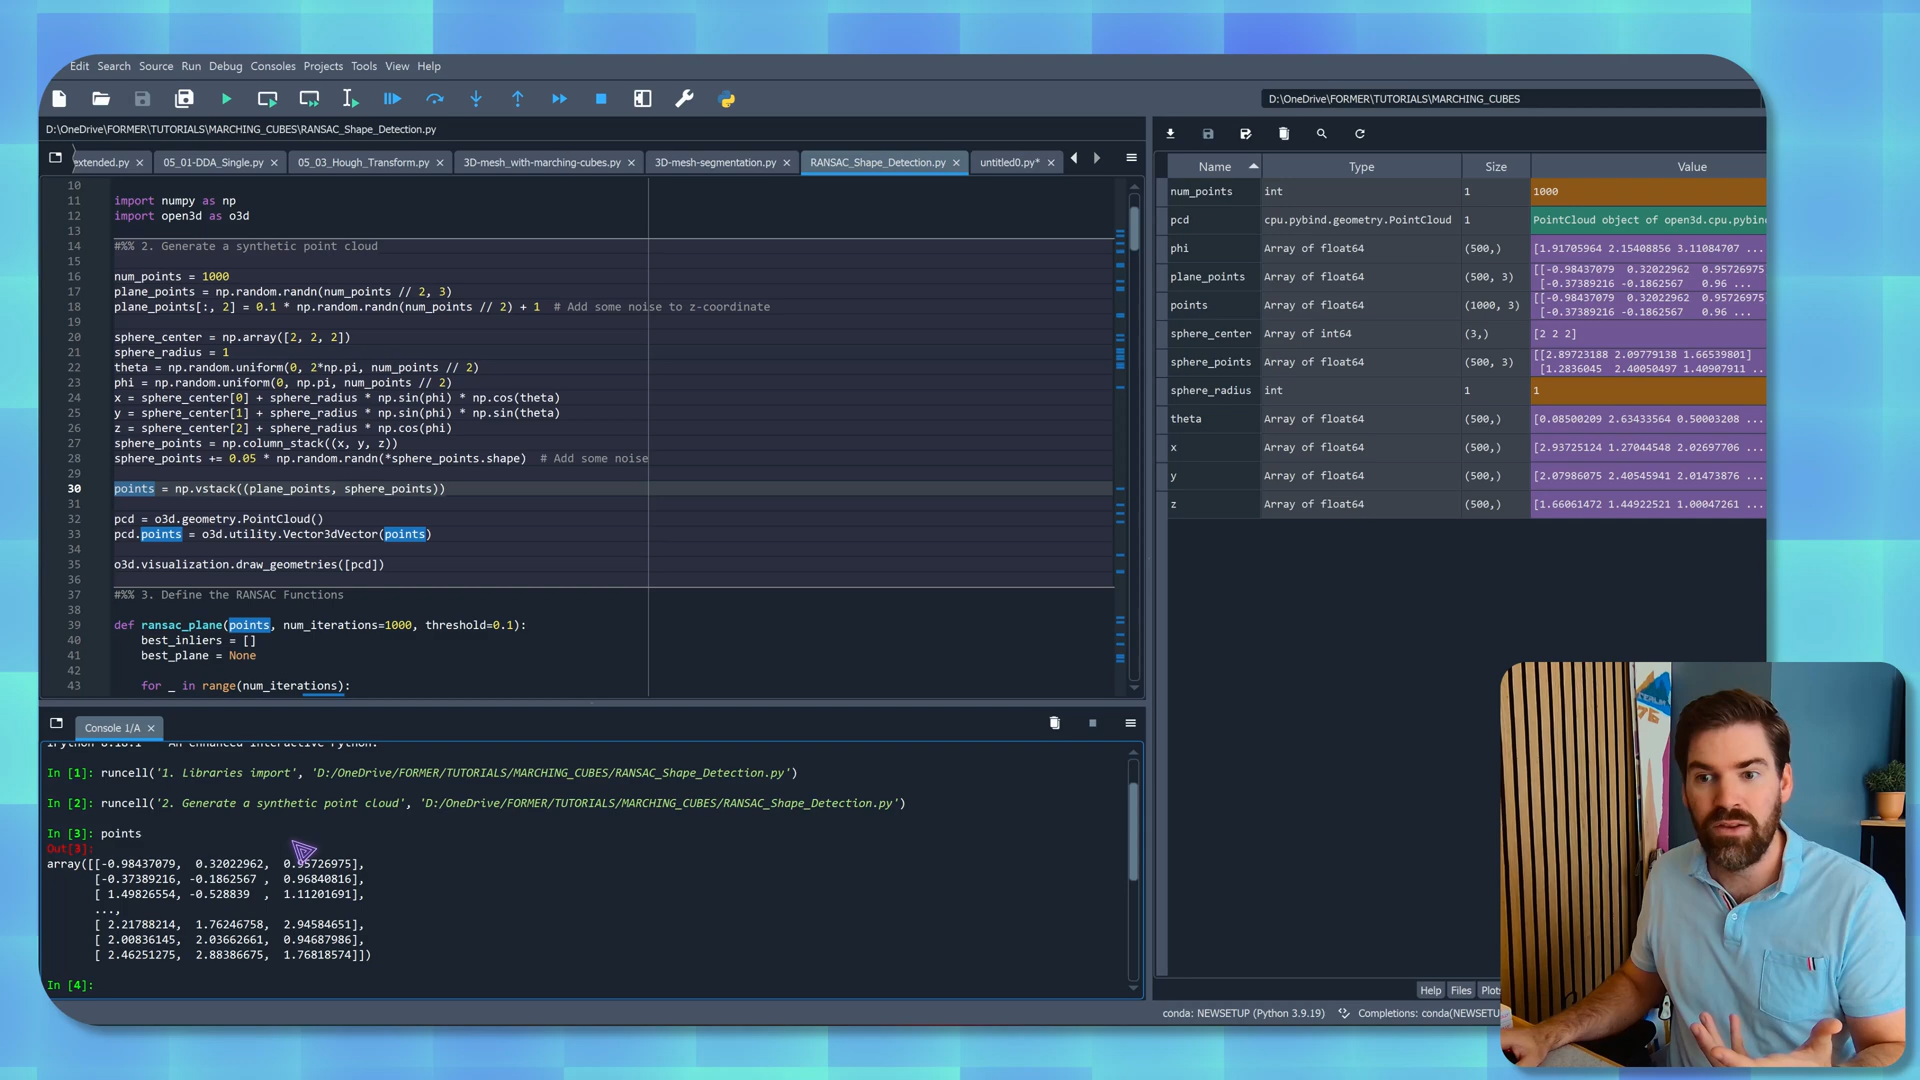 Edit Search Source Run Debug Consoles Projects Tools View Help
D:\OneDrive\FORMER\TUTORIALS\MARCHING_CUBES
D:\OneDrive\FORMER\TUTORIALS\MARCHING_CUBES\RANSAC_Shape_Detection.py
extended.py 05_01-DDA_Single.py 05_03_Hough_Transform.py 3D-mesh_with-marching-cubes.py 3D-mesh-segmentation.py RANSAC_Shape_Detection.py untitled0.py*
10
11 import numpy as np
12 import open3d as o3d
13
14 #%% 2. Generate a synthetic point cloud
15
16 num_points = 1000
17 plane_points = np.random.randn(num_points // 2, 3)
18 plane_points[:, 2] = 0.1 * np.random.randn(num_points // 2) + 1  # Add some noise to z-coordinate
19
20 sphere_center = np.array([2, 2, 2])
21 sphere_radius = 1
22 theta = np.random.uniform(0, 2*np.pi, num_points // 2)
23 phi = np.random.uniform(0, np.pi, num_points // 2)
24 x = sphere_center[0] + sphere_radius * np.sin(phi) * np.cos(theta)
25 y = sphere_center[1] + sphere_radius * np.sin(phi) * np.sin(theta)
26 z = sphere_center[2] + sphere_radius * np.cos(phi)
27 sphere_points = np.column_stack((x, y, z))
28 sphere_points += 0.05 * np.random.randn(*sphere_points.shape)  # Add some noise
29
30 points = np.vstack((plane_points, sphere_points))
31
32 pcd = o3d.geometry.PointCloud()
33 pcd.points = o3d.utility.Vector3dVector(points)
34
35 o3d.visualization.draw_geometries([pcd])
36
37 #%% 3. Define the RANSAC Functions
38
39 def ransac_plane(points, num_iterations=1000, threshold=0.1):
40 best_inliers = []
41 best_plane = None
42
43 for _ in range(num_iterations):
Name Type Size Value
num_points int 1 1000
pcd cpu.pybind.geometry.PointCloud 1 PointCloud object of open3d.cpu.pybind
phi Array of float64 (500,) [1.91705964 2.15408856 3.11084707 ...
plane_points Array of float64 (500, 3) [[-0.98437079 0.32022962 0.95726975
[-0.37389216 -0.1862567 0.96 ...
points Array of float64 (1000, 3) [[-0.98437079 0.32022962 0.95726975
[-0.37389216 -0.1862567 0.96 ...
sphere_center Array of int64 (3,) [2 2 2]
sphere_points Array of float64 (500, 3) [[2.89723188 2.09779138 1.66539801]
[1.2836045 2.40050497 1.40907911 ...
sphere_radius int 1 1
theta Array of float64 (500,) [0.08500209 2.63433564 0.50003208 ...
x Array of float64 (500,) [2.93725124 1.27044548 2.02697706 ...
y Array of float64 (500,) [2.07986075 2.40545941 2.01473876 ...
z Array of float64 (500,) [1.66061472 1.44922521 1.00047261 ...
Console 1/A
IPython 8.18.1 -- An enhanced Interactive Python.
In [1]: runcell('1. Libraries import', 'D:/OneDrive/FORMER/TUTORIALS/MARCHING_CUBES/RANSAC_Shape_Detection.py')
In [2]: runcell('2. Generate a synthetic point cloud', 'D:/OneDrive/FORMER/TUTORIALS/MARCHING_CUBES/RANSAC_Shape_Detection.py')
In [3]: points
Out[3]:
array([[-0.98437079, 0.32022962, 0.95726975],
[-0.37389216, -0.1862567 , 0.96840816],
[ 1.49826554, -0.528839 , 1.11201691],
...,
[ 2.21788214, 1.76246758, 2.94584651],
[ 2.00836145, 2.03662661, 0.94687986],
[ 2.46251275, 2.88386675, 1.76818574]])
In [4]:
Help Files Plots
conda: NEWSETUP (Python 3.9.19) Completions: conda(NEWSETU
76